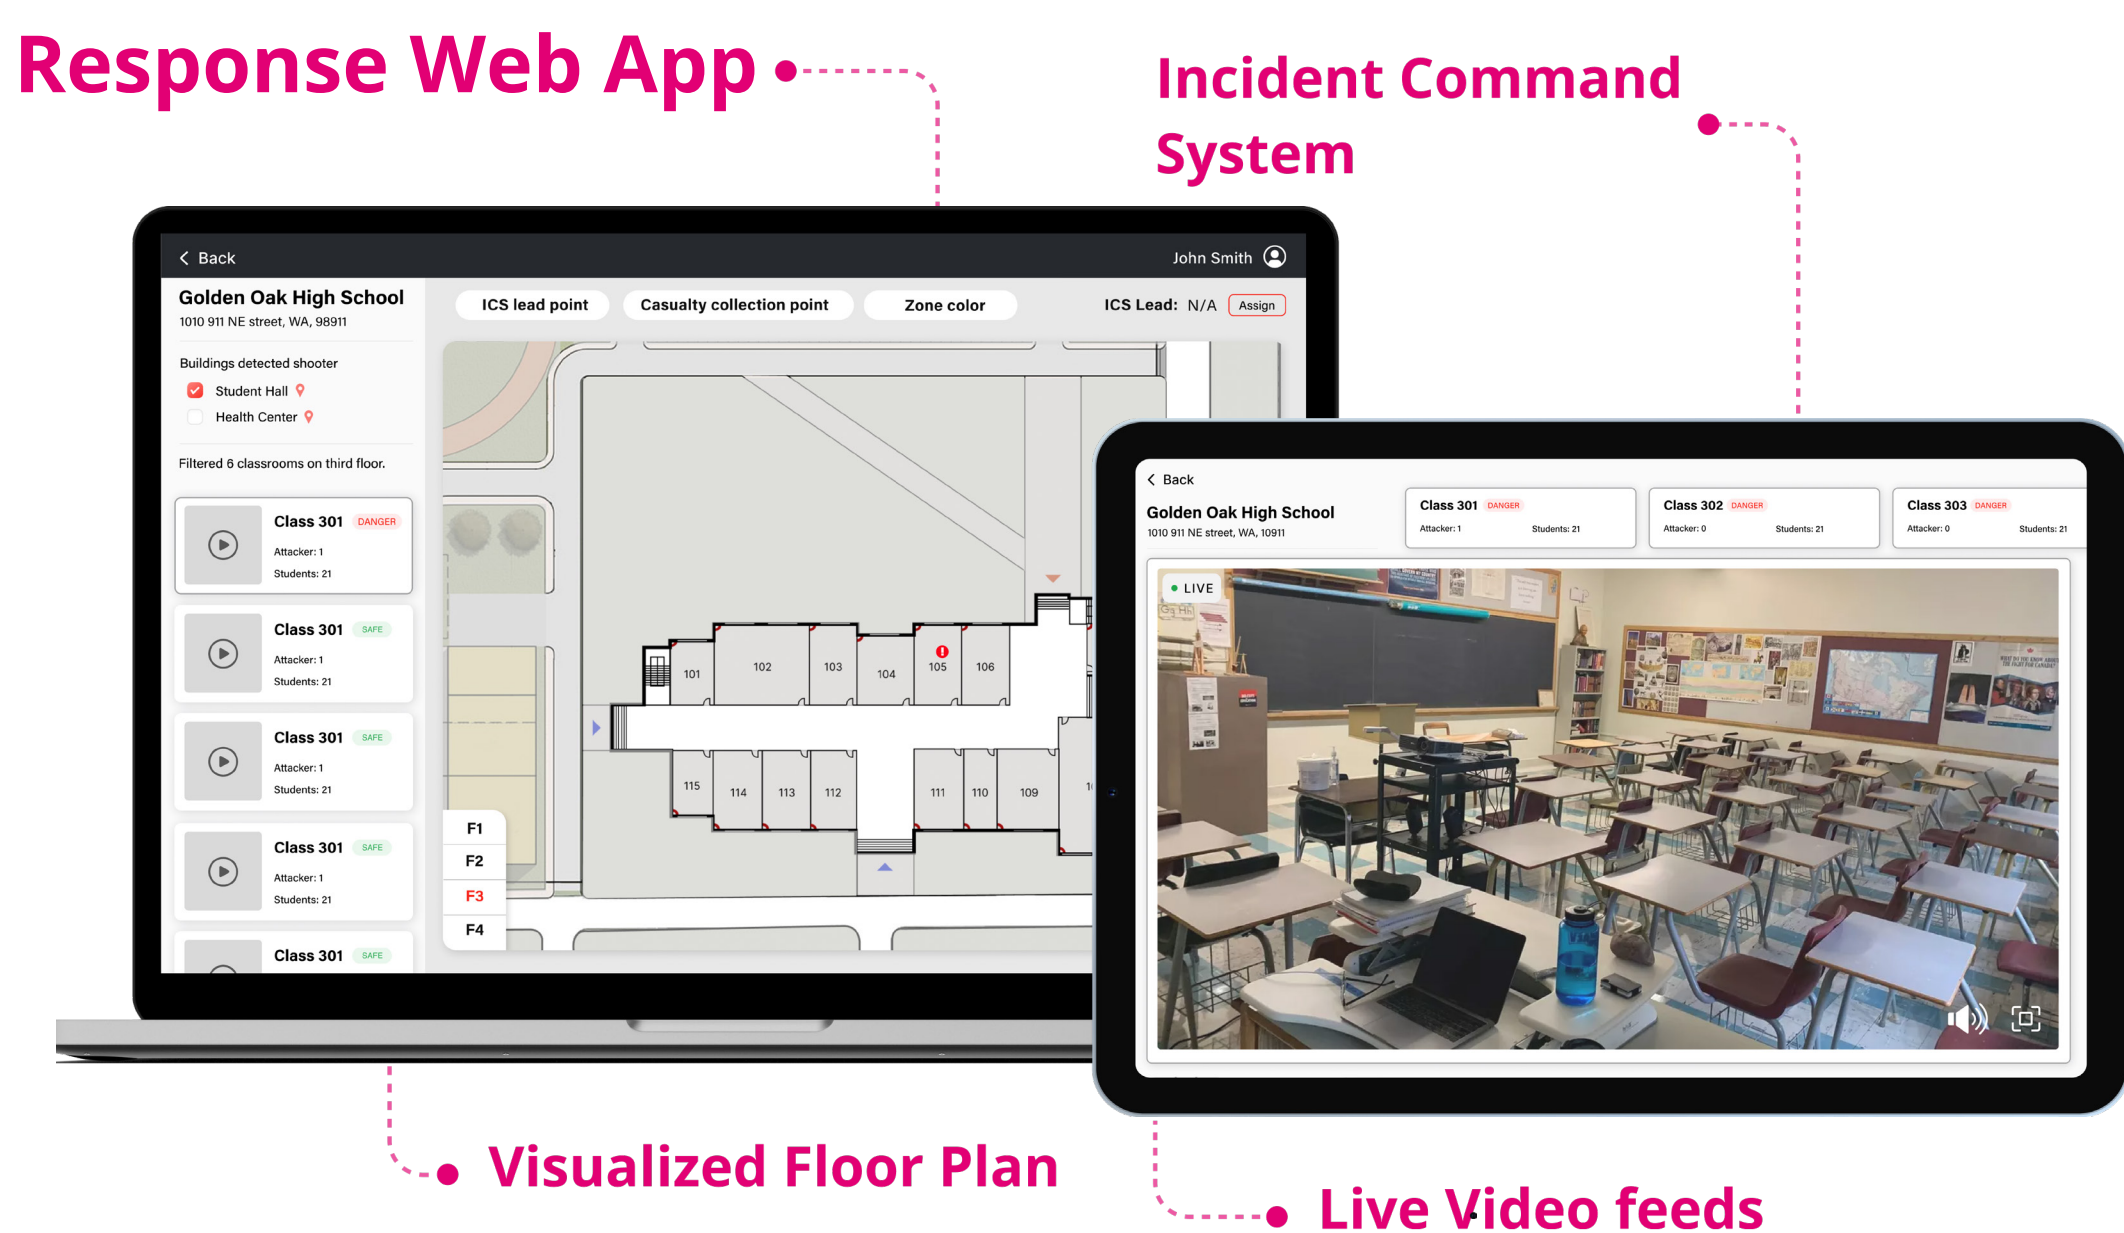 Response Web App
Incident Command
System
Back
John Smith
Golden Oak High School
1010 911 NE street, WA, 98911
Buildings detected shooter
Student Hall
Health Center
Filtered 6 classrooms on third floor.
Class 301 DANGER
Attacker: 1
Students: 21
Class 301 SAFE
Attacker: 1
Students: 21
Class 301 SAFE
Attacker: 1
Students: 21
Class 301 SAFE
Attacker: 1
Students: 21
Class 301 SAFE
ICS lead point
Casualty collection point
Zone color
ICS Lead: N/A Assign
101
102
103
104
105
106
115
114
113
112
111
110
109
F1
F2
F3
F4
Back
Golden Oak High School
1010 911 NE street, WA, 10911
Class 301 DANGER
Attacker: 1 Students: 21
Class 302 DANGER
Attacker: 0 Students: 21
Class 303 DANGER
Attacker: 0 Students: 21
LIVE
Visualized Floor Plan
Live Video feeds